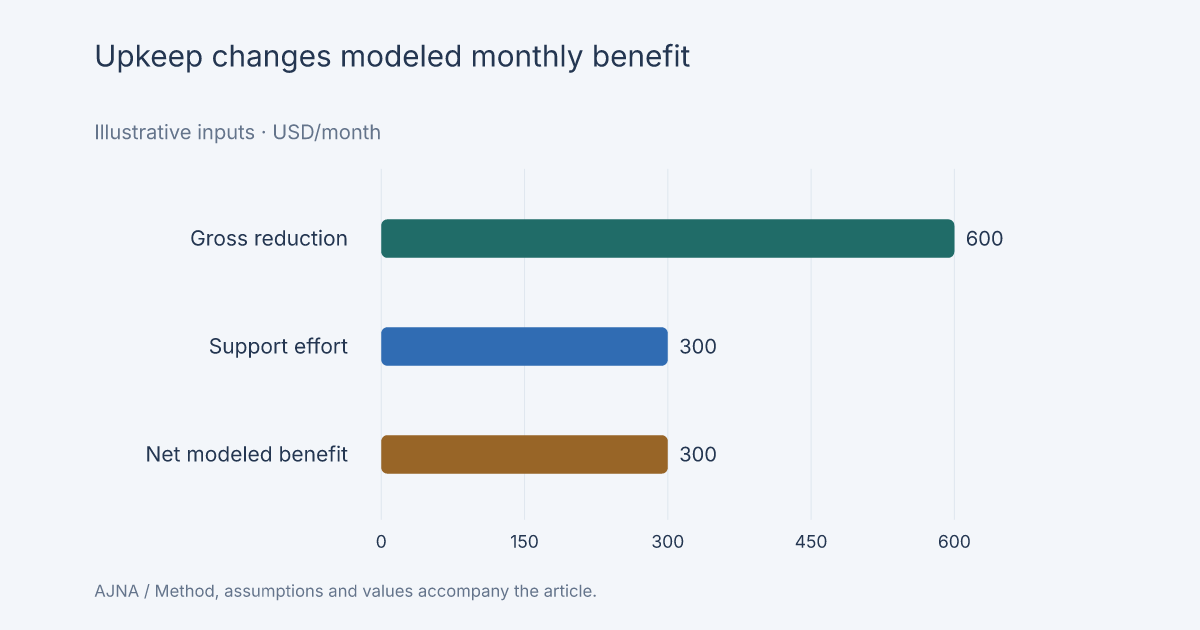 Upkeep changes modeled monthly benefit
Illustrative inputs · USD/month
Gross reduction 600
Support effort 300
Net modeled benefit 300
0 150 300 450 600
AJNA / Method, assumptions and values accompany the article.